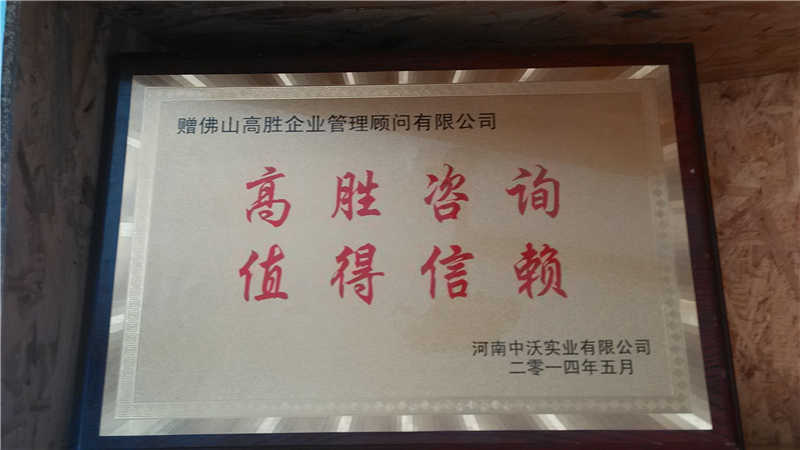 赠佛山高胜企业管理顾问有限公司
高胜咨询
值得信赖
河南中沃实业有限公司
二零一四年五月